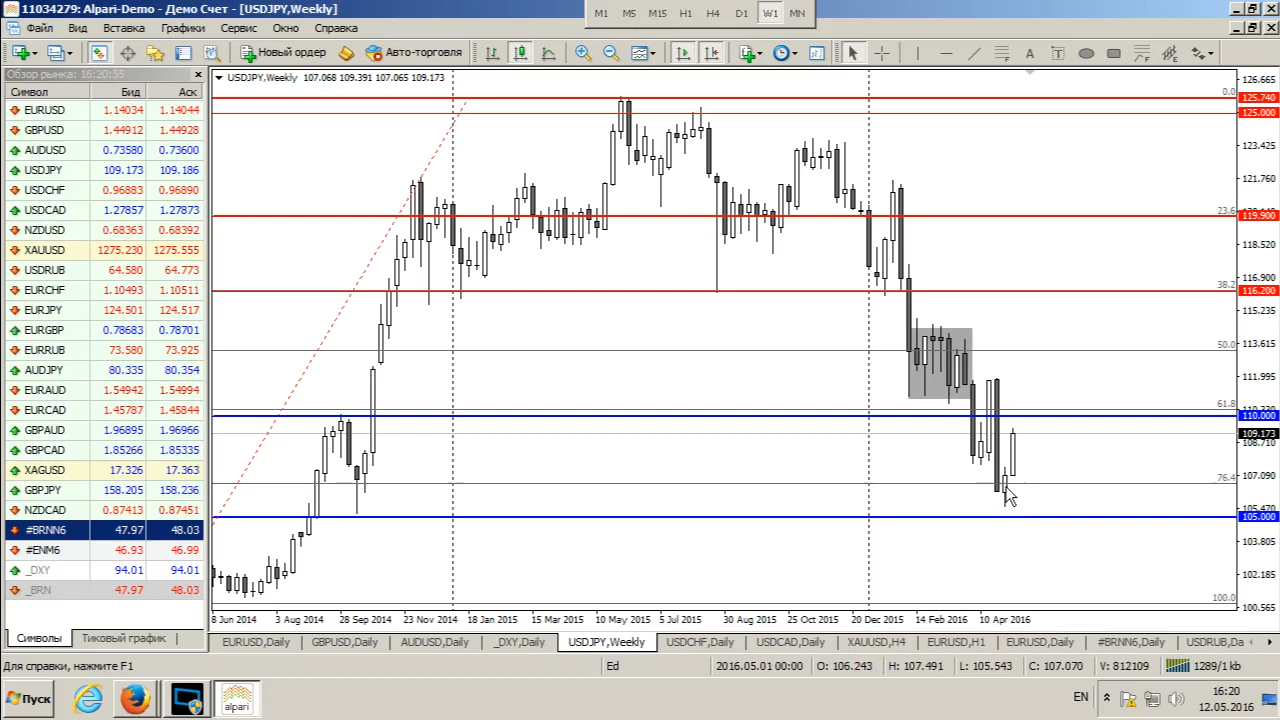 11034279: Alpari-Demo - Демо Счет - [USDJPY,Weekly]
M1 M5 M15 H1 H4 D1 W1 MN
Файл Вид Вставка Графики Сервис Окно Справка
Новый ордер Авто-торговля
Обзор рынка: 16:20:55
Символ Бид Аск
EURUSD 1.14034 1.14044
GBPUSD 1.44912 1.44928
AUDUSD 0.73580 0.73600
USDJPY 109.173 109.186
USDCHF 0.96883 0.96890
USDCAD 1.27857 1.27873
NZDUSD 0.68363 0.68392
XAUUSD 1275.230 1275.555
USDRUB 64.580 64.773
EURCHF 1.10493 1.10511
EURJPY 124.501 124.517
EURGBP 0.78683 0.78701
EURRUB 73.580 73.925
AUDJPY 80.335 80.354
EURAUD 1.54942 1.54994
EURCAD 1.45787 1.45844
GBPAUD 1.96895 1.96966
GBPCAD 1.85266 1.85335
XAGUSD 17.326 17.363
GBPJPY 158.205 158.236
NZDCAD 0.87413 0.87451
#BRNN6 47.97 48.03
#ENM6 46.93 46.99
_DXY 94.01 94.01
_BRN 47.97 48.03
Символы Тиковый график
USDJPY,Weekly 107.068 109.391 107.065 109.173
0.0
23.6
38.2
50.0
61.8
76.4
100.0
126.665
125.740
125.000
123.425
121.760
119.900
118.520
116.900
116.200
115.235
113.615
111.995
110.000
109.173
108.710
107.090
105.470
105.000
103.805
102.185
100.565
8 Jun 2014 3 Aug 2014 28 Sep 2014 23 Nov 2014 18 Jan 2015 15 Mar 2015 10 May 2015 5 Jul 2015 30 Aug 2015 25 Oct 2015 20 Dec 2015 14 Feb 2016 10 Apr 2016
EURUSD,Daily GBPUSD,Daily AUDUSD,Daily _DXY,Daily USDJPY,Weekly USDCHF,Daily USDCAD,Daily XAUUSD,H4 EURUSD,H1 EURUSD,Daily #BRNN6,Daily USDRUB,Da
Для справки, нажмите F1 Ed 2016.05.01 00:00 O: 106.243 H: 107.491 L: 105.543 C: 107.070 V: 812109 1289/1 kb
Пуск alpari EN 16:20
12.05.2016